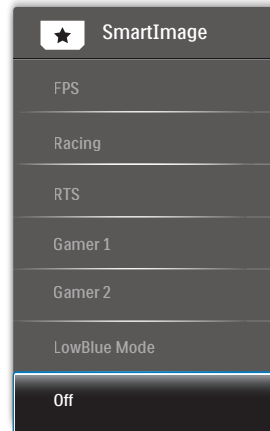 SmartImage
FPS
Racing
RTS
Gamer 1
Gamer 2
LowBlue Mode
Off